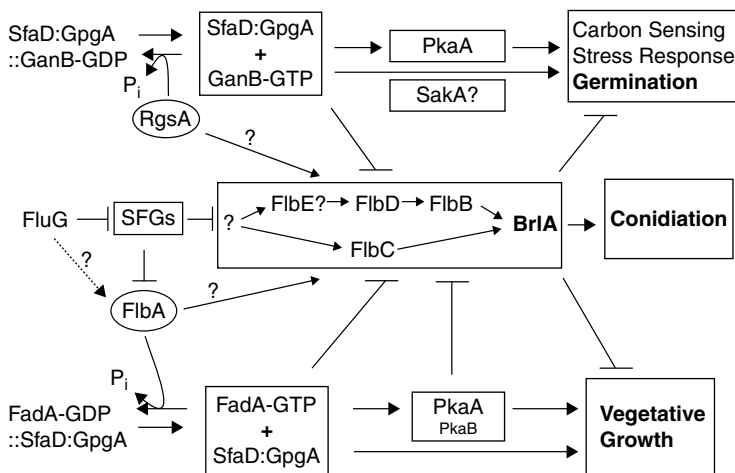 SfaD:GpgA
::GanB-GDP
Pi
RgsA
SfaD:GpgA
+
GanB-GTP
PkaA
SakA?
Carbon Sensing
Stress Response
Germination
?
FluG
SFGs
?
FlbE?
FlbD
FlbB
FlbC
BrlA
Conidiation
?
FlbA
?
Pi
FadA-GDP
::SfaD:GpgA
FadA-GTP
+
SfaD:GpgA
PkaA
PkaB
Vegetative
Growth